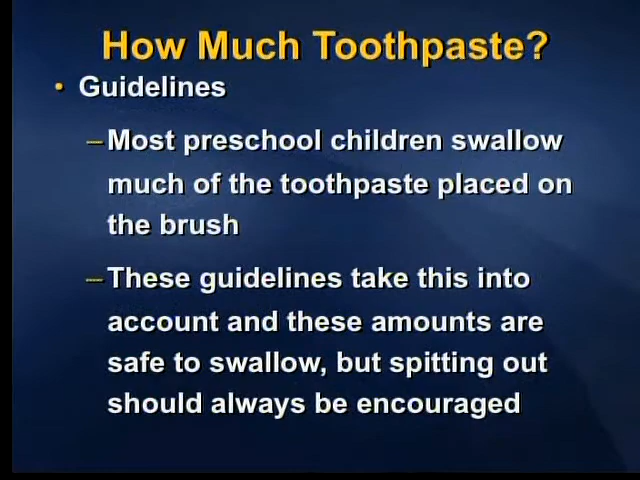 How Much Toothpaste?
• Guidelines
– Most preschool children swallow
much of the toothpaste placed on
the brush
– These guidelines take this into
account and these amounts are
safe to swallow, but spitting out
should always be encouraged